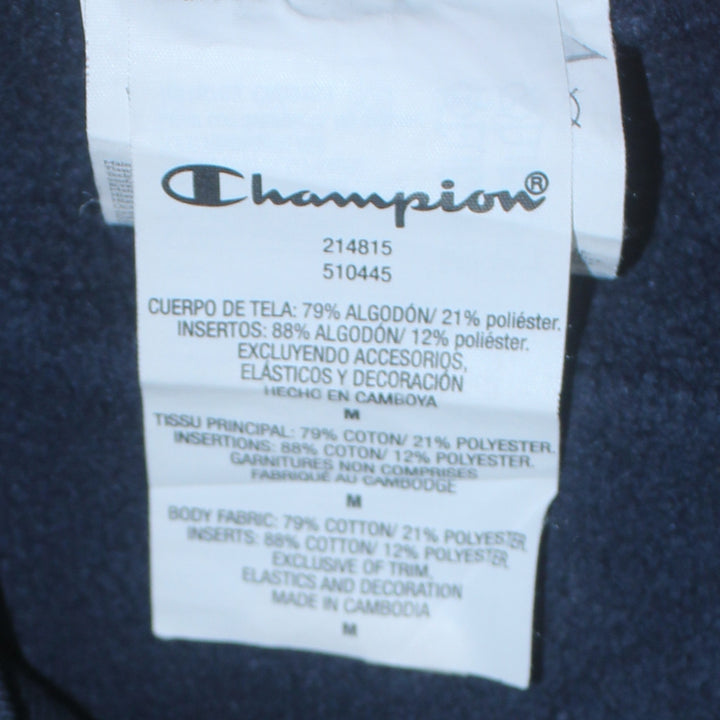 Champion®
214815
510445
CUERPO DE TELA: 79% ALGODÓN/ 21% poliéster.
INSERTOS: 88% ALGODÓN/ 12% poliéster.
EXCLUYENDO ACCESORIOS,
ELÁSTICOS Y DECORACIÓN
HECHO EN CAMBOYA
M
TISSU PRINCIPAL: 79% COTON/ 21% POLYESTER.
INSERTIONS: 88% COTON/ 12% POLYESTER.
GARNITURES NON COMPRISES
FABRIQUÉ AU CAMBODGE
M
BODY FABRIC: 79% COTTON/ 21% POLYESTER,
INSERTS: 88% COTTON/ 12% POLYESTER,
EXCLUSIVE OF TRIM,
ELASTICS AND DECORATION
MADE IN CAMBODIA
M